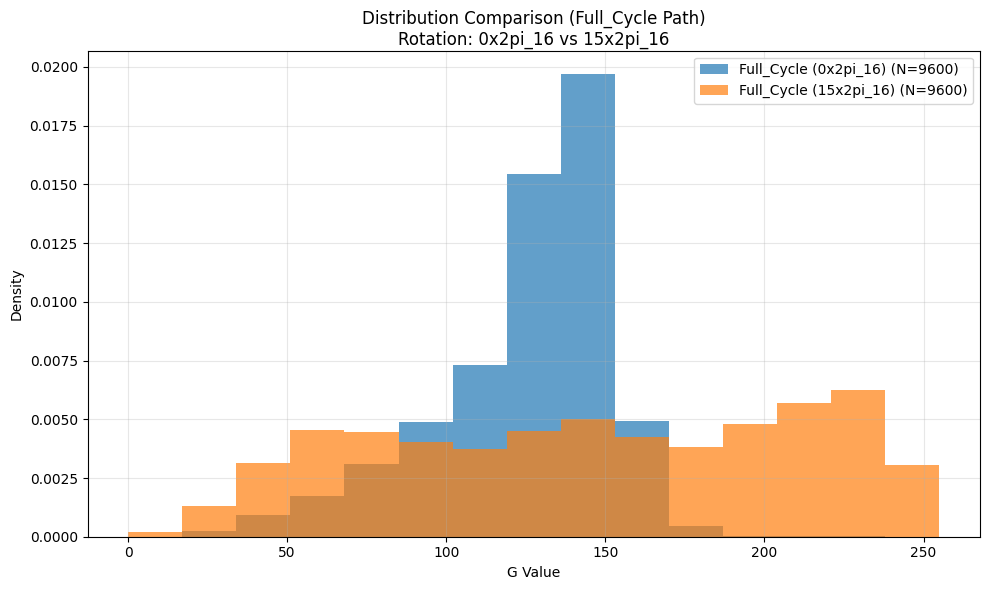 Distribution Comparison (Full_Cycle Path)
Rotation: 0x2pi_16 vs 15x2pi_16
Full_Cycle (0x2pi_16) (N=9600)
Full_Cycle (15x2pi_16) (N=9600)
Density
0.0200
0.0175
0.0150
0.0125
0.0100
0.0075
0.0050
0.0025
0.0000
0 50 100 150 200 250
G Value